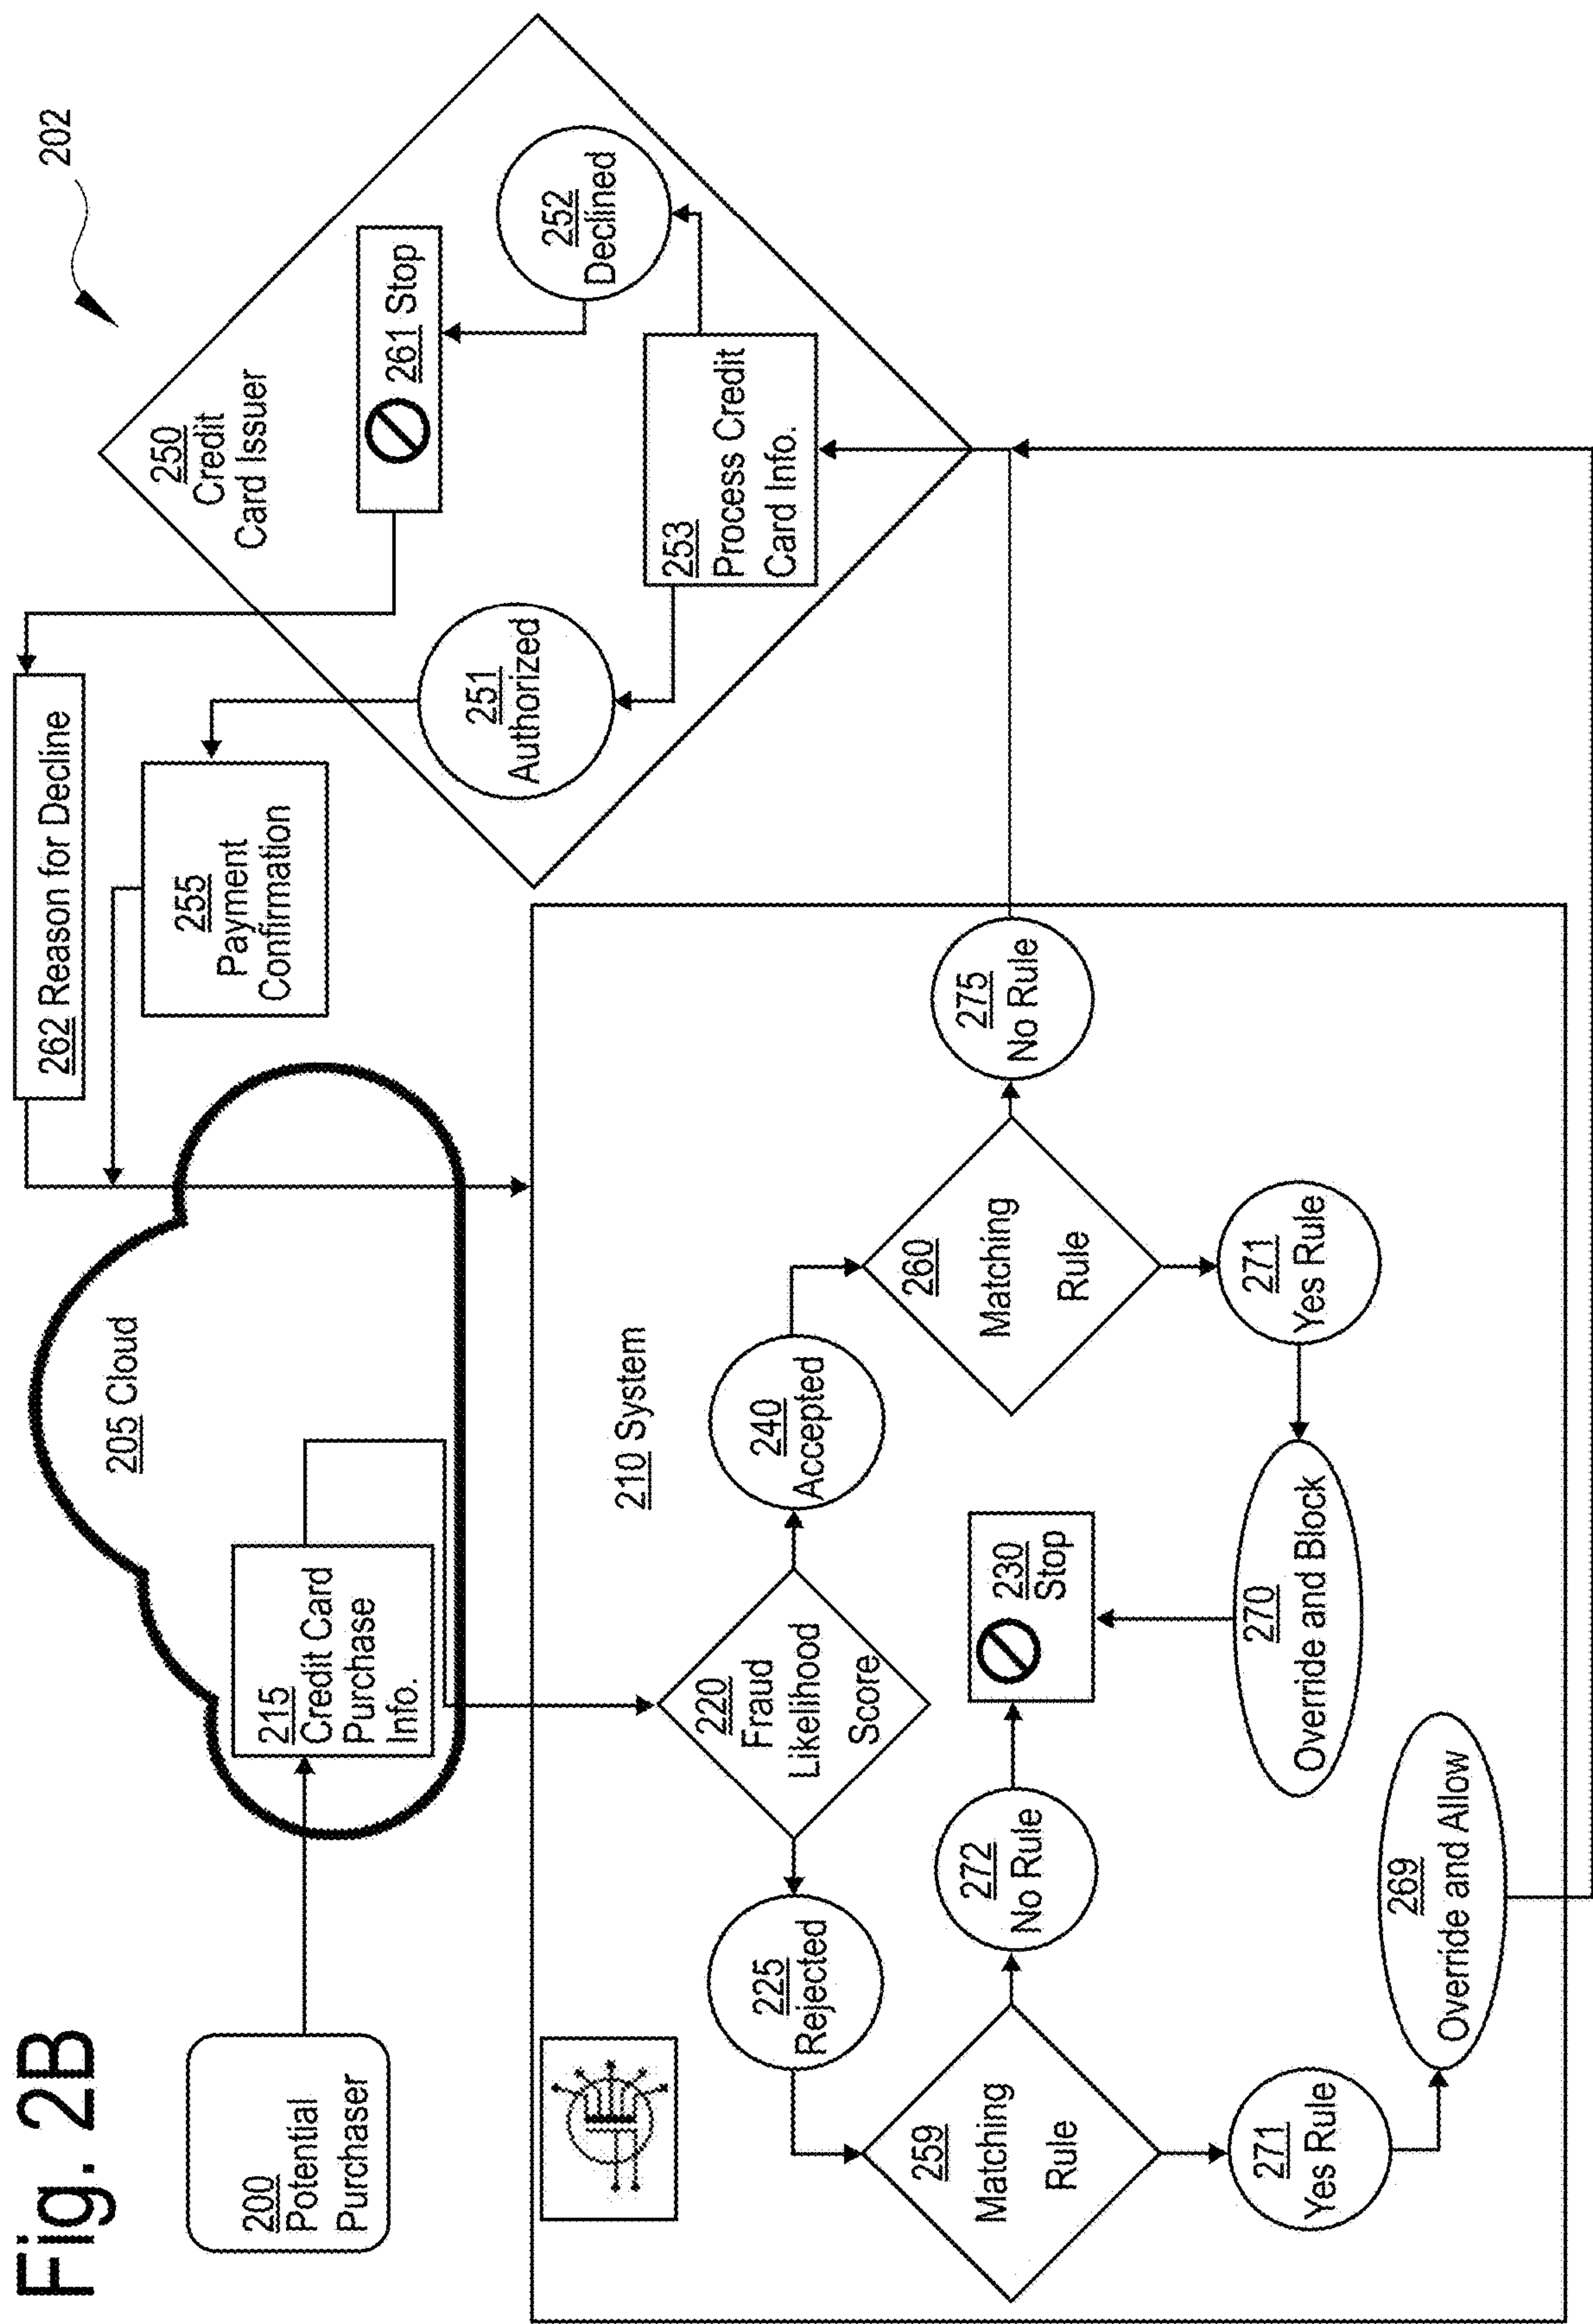 Fig. 2B
202
200
Potential
Purchaser
205 Cloud
215
Credit Card
Purchase
Info.
262 Reason for Decline
255
Payment
Confirmation
250
Credit
Card Issuer
261 Stop
251
Authorized
252
Declined
253
Process Credit
Card Info.
210 System
220
Fraud
Likelihood
Score
225
Rejected
240
Accepted
259
Matching
Rule
272
No Rule
230
Stop
260
Matching
Rule
275
No Rule
271
Yes Rule
269
Override and Allow
270
Override and Block
271
Yes Rule